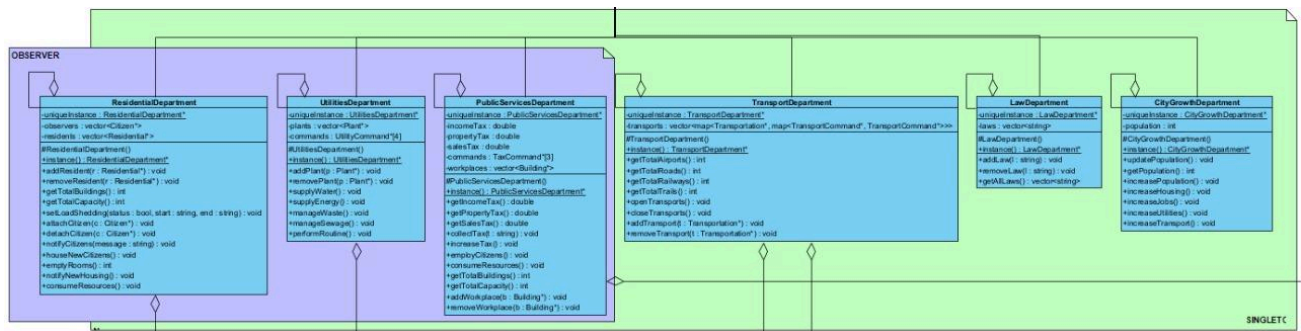 OBSERVER
ResidentialDepartment
-uniqueInstance : ResidentialDepartment*
-observers : vector<Citizen*>
-residents : vector<Residential*>
#ResidentialDepartment()
+instance() : ResidentialDepartment*
+addResident(r : Residential*) : void
+removeResident(r : Residential*) : void
+getTotalBuildings() : int
+getTotalCapacity() : int
+setLoadShedding(status : bool, start : string, end : string) : void
+attachCitizen(c : Citizen*) : void
+detachCitizen(c : Citizen*) : void
+notifyCitizens(message : string) : void
+houseNewCitizens() : void
+emptyRooms() : int
+notifyNewHousing() : void
+consumeResources() : void
UtilitiesDepartment
-uniqueInstance : UtilitiesDepartment*
-plants : vector<Plant*>
-commands : UtilityCommand*[4]
#UtilitiesDepartment()
+instance() : UtilitiesDepartment*
+addPlant(p : Plant*) : void
+removePlant(p : Plant*) : void
+supplyWater() : void
+supplyEnergy() : void
+manageWaste() : void
+manageSewage() : void
+performRoutine() : void
PublicServicesDepartment
-uniqueInstance : PublicServicesDepartment*
-incomeTax : double
-propertyTax : double
-salesTax : double
-commands : TaxCommand*[3]
-workplaces : vector<Building*>
#PublicServicesDepartment()
+instance() : PublicServicesDepartment*
+getIncomeTax() : double
+getPropertyTax() : double
+getSalesTax() : double
+collectTax(t : string) : void
+increaseTax() : void
+employCitizens() : void
+consumeResources() : void
+getTotalBuildings() : int
+getTotalCapacity() : int
+addWorkplace(b : Building*) : void
+removeWorkplace(b : Building*) : void
TransportDepartment
-uniqueInstance : TransportDepartment*
-transports : vector<map<Transportation*, map<TransportCommand*, TransportCommand*>>>
#TransportDepartment()
+instance() : TransportDepartment*
+getTotalAirports() : int
+getTotalRoads() : int
+getTotalRailways() : int
+getTotalTrails() : int
+openTransports() : void
+closeTransports() : void
+addTransport(t : Transportation*) : void
+removeTransport(t : Transportation*) : void
LawDepartment
-uniqueInstance : LawDepartment*
-laws : vector<string>
#LawDepartment()
+instance() : LawDepartment*
+addLaw(l : string) : void
+removeLaw(l : string) : void
+getAllLaws() : vector<string>
CityGrowthDepartment
-uniqueInstance : CityGrowthDepartment*
-population : int
#CityGrowthDepartment()
+instance() : CityGrowthDepartment*
+updatePopulation() : void
+getPopulation() : int
+increasePopulation() : void
+increaseHousing() : void
+increaseJobs() : void
+increaseUtilities() : void
+increaseTransport() : void
SINGLETO